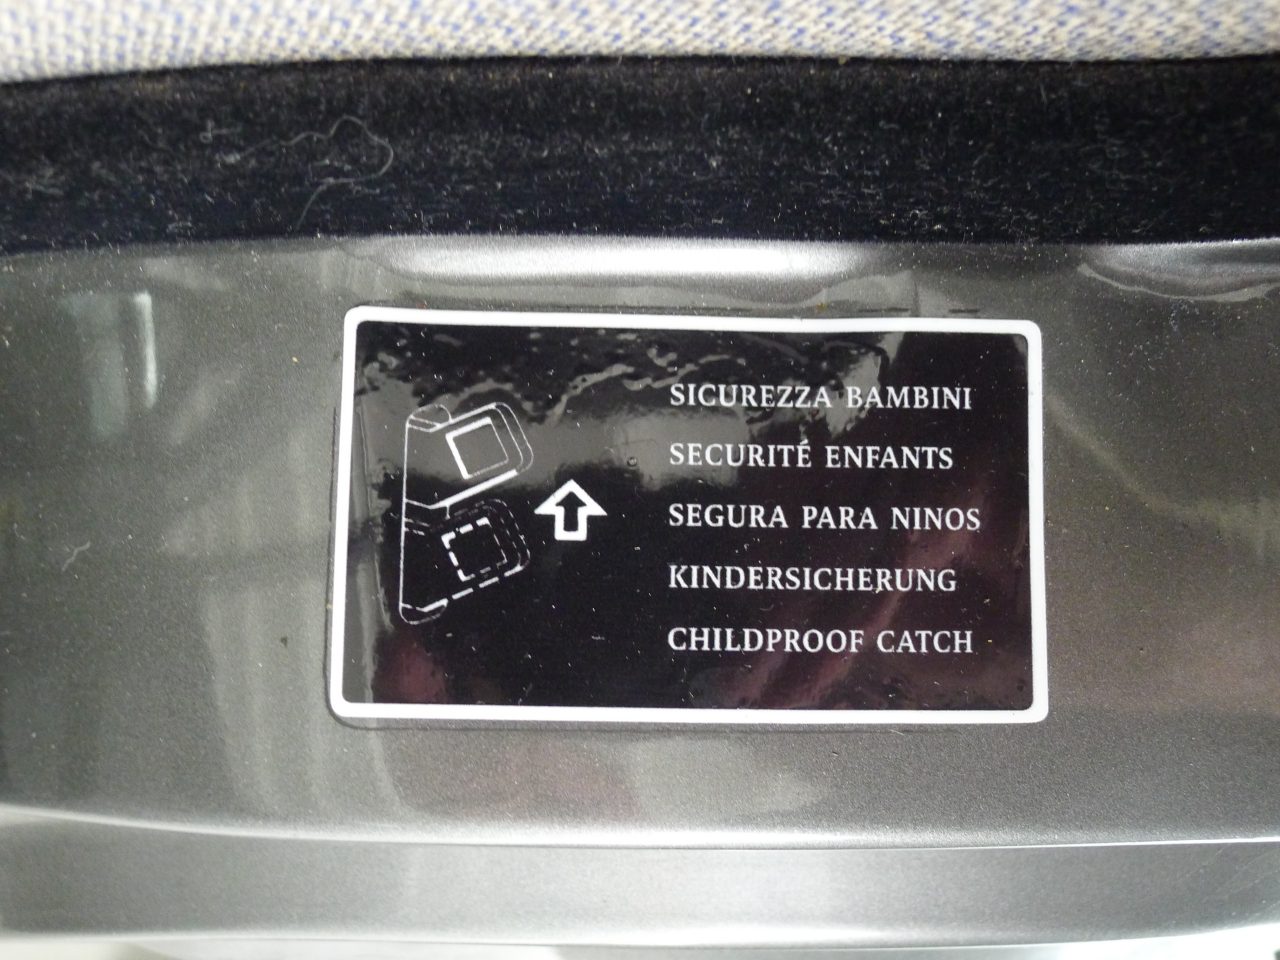 SICUREZZA BAMBINI
SECURITÉ ENFANTS
SEGURA PARA NINOS
KINDERSICHERUNG
CHILDPROOF CATCH